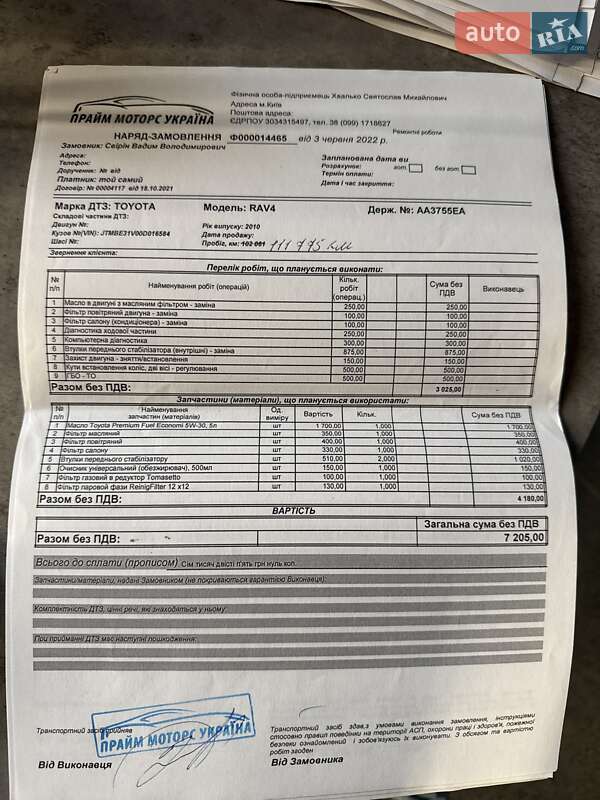 auto RIA .com
ПРАЙМ МОТОРС УКРАЇНА
Фізична особа-підприємець Хвалько Святослав Михайлович
Адреса м.Київ
Поштова адреса:
ЄДРПОУ 3034315497, тел. 38 (099) 1718627
Ремонтні роботи
НАРЯД-ЗАМОВЛЕННЯ Ф000014465 від 3 червня 2022 р.
Замовник: Свірін Вадим Володимирович
Адреса:
Телефон:
Доручення: № від
Платник: той самий
Договір: № 00004117 від 18.10.2021
Запланована дата ви
Розрахунок: гот. без
Термін оплати: гот.
Дата і час закриття:
Марка ДТЗ: TOYOTA Модель: RAV4 Держ. №: AA3755EA
Складові частини ДТЗ:
Двигун №: Рік випуску: 2010
Кузов №(VIN): JTMBE31V00D016584 Дата продажу:
Шасі №: Пробіг, км: 102 081 111 775 км
Звернення клієнта:
Перелік робіт, що планується виконати:
№ п/п Найменування робіт (операцій) Кільк. робіт (операц.) Сума без ПДВ Виконавець
1 Масло в двигуні з масляним фільтром - заміна 250,00 250,00
2 Фільтр повітряний двигуна - заміна 100,00 100,00
3 Фільтр салону (кондиціонера) - заміна 100,00 100,00
4 Діагностика ходової частини 250,00 250,00
5 Компьютерна діагностика 300,00 300,00
6 Втулки переднього стабілізатора (внутрішні) - заміна 875,00 875,00
7 Захист двигуна - зняття/встановлення 150,00 150,00
8 Кути встановлення коліс, дві вісі - регулювання 500,00 500,00
9 ГБО - ТО 500,00 500,00
Разом без ПДВ: 3 025,00
Запчастини (матеріали), що планується використати:
№ п/п Найменування запчастин (матеріалів) Од. виміру Вартість Кільк. Сума без ПДВ
1 Масло Toyota Premium Fuel Economi 5W-30, 5л шт 1 700,00 1,000 1 700,00
2 Фільтр масляний шт 350,00 1,000 350,00
3 Фільтр повітряний шт 400,00 1,000 400,00
4 Фільтр салону шт 330,00 1,000 330,00
5 Втулки переднього стабілізатору шт 510,00 2,000 1 020,00
6 Очисник універсальний (обезжирювач), 500мл шт 150,00 1,000 150,00
7 Фільтр газовий в редуктор Tomasetto шт 100,00 1,000 100,00
8 Фільтр паровой фази ReinigFilter 12 x12 шт 130,00 1,000 130,00
Разом без ПДВ: 4 180,00
ВАРТІСТЬ
Загальна сума без ПДВ
Разом без ПДВ: 7 205,00
Всього до сплати (прописом) Сім тисяч двісті п'ять грн нуль коп.
Запчастини/матеріали, надані Замовником (не покриваються гарантією Виконавця):
Комплектність ДТЗ, цінні речі, які знаходяться у ньому:
При прийманні ДТЗ має наступні пошкодження:
Транспортний засіб прийняв
ПРАЙМ МОТОРС УКРАЇНА
Від Виконавця
Транспортний засіб здав,з умовами виконання замовлення, інструкціями
стосовно правил поведінки на території АСП, охорони праці і здоров'я, пожежної
безпеки ознайомлений і зобов'язуюсь їх виконувати. З обсягом та вартістю
робіт згоден
Від Замовника